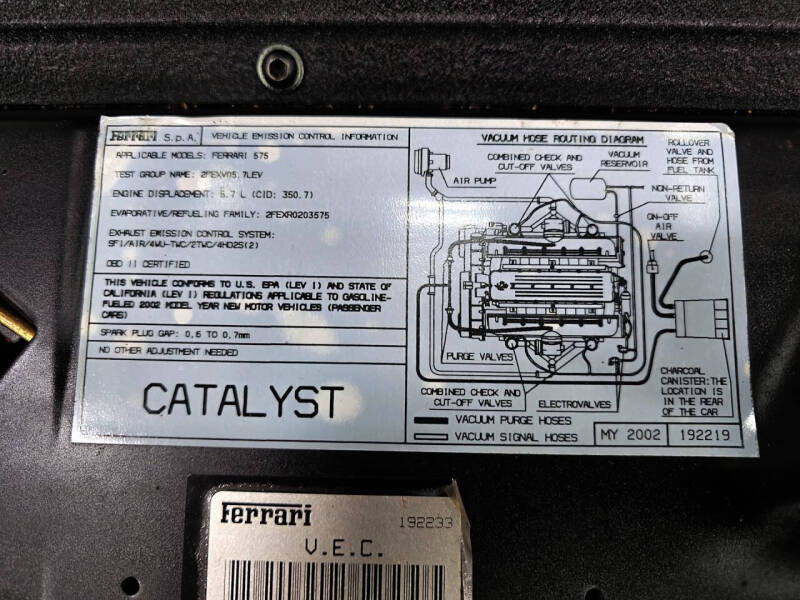 Ferrari S.p.A. VEHICLE EMISSION CONTROL INFORMATION
APPLICABLE MODELS: FERRARI 575
TEST GROUP NAME: 2FEXV05.7LEV
ENGINE DISPLACEMENT: 5.7 L (CID: 350.7)
EVAPORATIVE/REFUELING FAMILY: 2FEXR0203575
EXHAUST EMISSION CONTROL SYSTEM:
SFI/AIR/4WU-TWC/2TWC/4HO2S(2)
OBD II CERTIFIED
THIS VEHICLE CONFORMS TO U.S. EPA (LEV I) AND STATE OF
CALIFORNIA (LEV I) REGULATIONS APPLICABLE TO GASOLINE-
FUELED 2002 MODEL YEAR NEW MOTOR VEHICLES (PASSENGER
CARS)
SPARK PLUG GAP: 0,6 TO 0,7mm
NO OTHER ADJUSTMENT NEEDED
CATALYST
VACUUM HOSE ROUTING DIAGRAM
AIR PUMP
COMBINED CHECK AND
CUT-OFF VALVES
VACUUM
RESERVOIR
ROLLOVER
VALVE AND
HOSE FROM
FUEL TANK
NON-RETURN
VALVE
ON-OFF
AIR
VALVE
PURGE VALVES
COMBINED CHECK AND
CUT-OFF VALVES
ELECTROVALVES
CHARCOAL
CANISTER:THE
LOCATION IS
IN THE REAR
OF THE CAR
VACUUM PURGE HOSES
VACUUM SIGNAL HOSES
MY 2002 192219
Ferrari 192233
V.E.C.